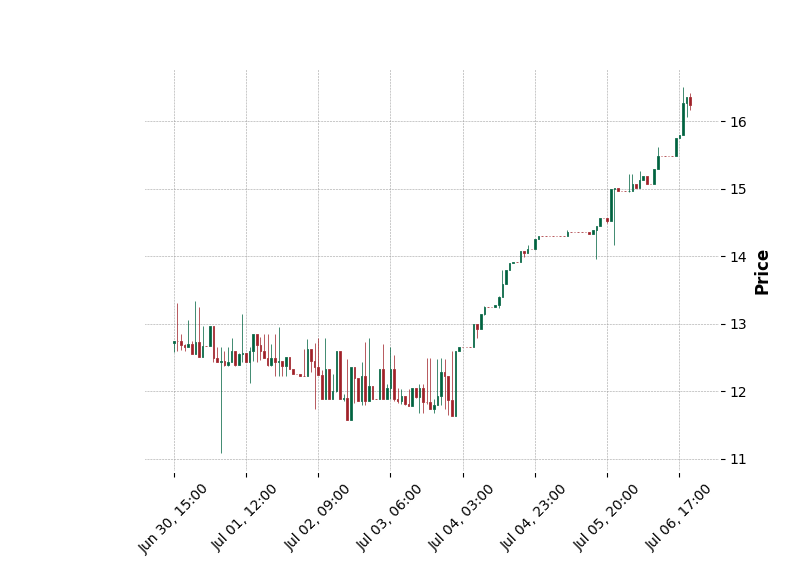 16
15
14
13
12
11
Price
Jun 30, 15:00
Jul 01, 12:00
Jul 02, 09:00
Jul 03, 06:00
Jul 04, 03:00
Jul 04, 23:00
Jul 05, 20:00
Jul 06, 17:00